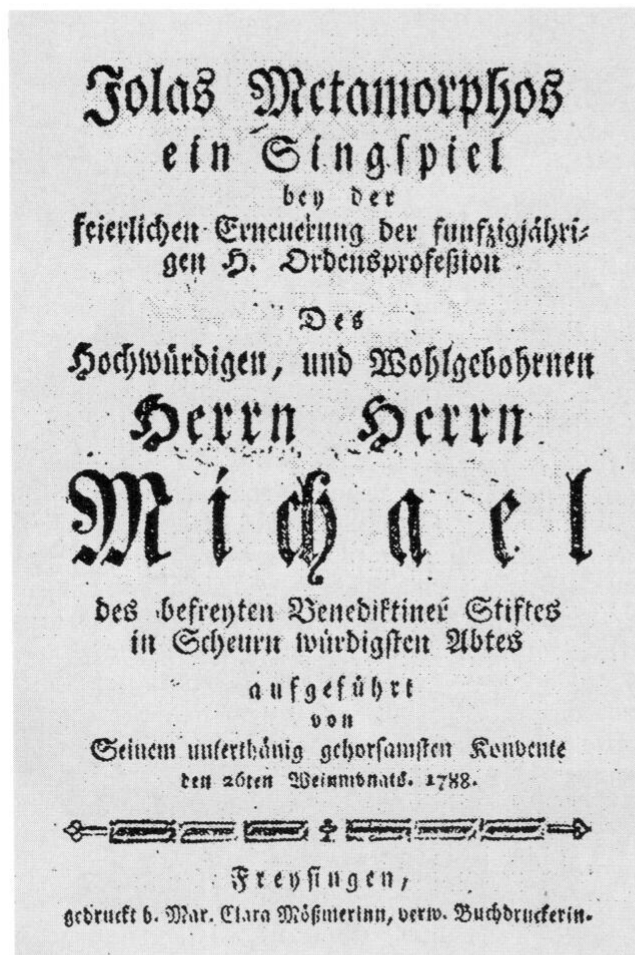 Jolas Metamorphos
ein Singspiel
bey der
feierlichen Erneuerung der funfzigjähri-
gen H. Ordensprofeßion
Des
Hochwürdigen, und Wohlgebohrnen
Herrn Herrn
Michael
des befreyten Benediktiner Stiftes
in Scheurn würdigsten Abtes
aufgeführt
von
Seinem unterthänig gehorsamsten Konvente
den 26ten Weinmonats. 1788.
Freysingen,
gedruckt b. Mar. Clara Mößmerinn, verw. Buchdruckerin.